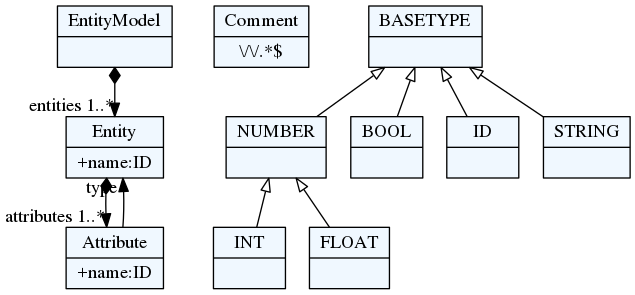 EntityModel
Comment
\/\/.*$
BASETYPE
entities 1..*
Entity
+name:ID
NUMBER
BOOL
ID
STRING
type
attributes 1..*
Attribute
+name:ID
INT
FLOAT